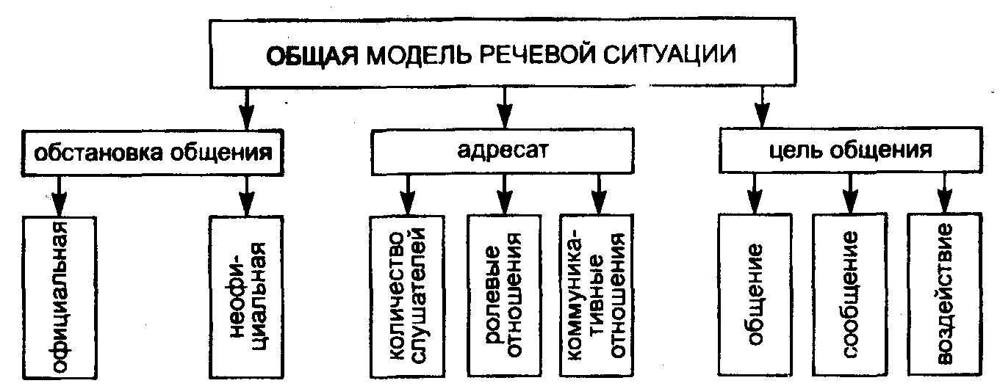 ОБЩАЯ МОДЕЛЬ РЕЧЕВОЙ СИТУАЦИИ
обстановка общения
адресат
цель общения
официальная
неофи-
циальная
количество
слушателей
ролевые
отношения
коммуника-
тивные
отношения
общение
сообщение
воздействие